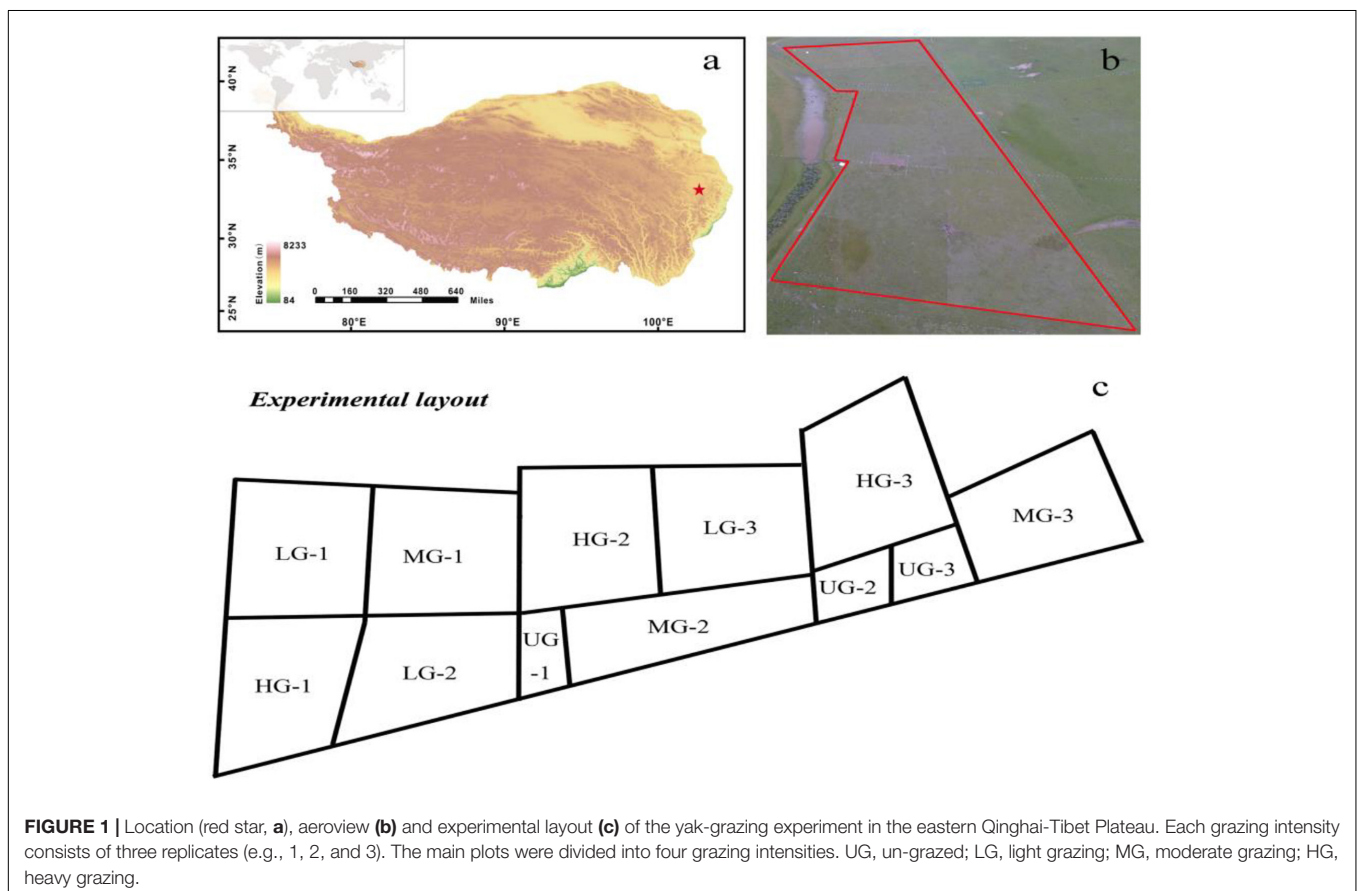 a
b
40°N
35°N
30°N
25°N
Elevation (m)
8233
84
0 160 320 480 640
Miles
80°E 90°E 100°E
Experimental layout
c
LG-1
MG-1
HG-2
LG-3
HG-3
MG-3
HG-1
LG-2
UG
-1
MG-2
UG-2
UG-3
FIGURE 1 | Location (red star, a), aeroview (b) and experimental layout (c) of the yak-grazing experiment in the eastern Qinghai-Tibet Plateau. Each grazing intensity
consists of three replicates (e.g., 1, 2, and 3). The main plots were divided into four grazing intensities. UG, un-grazed; LG, light grazing; MG, moderate grazing; HG,
heavy grazing.